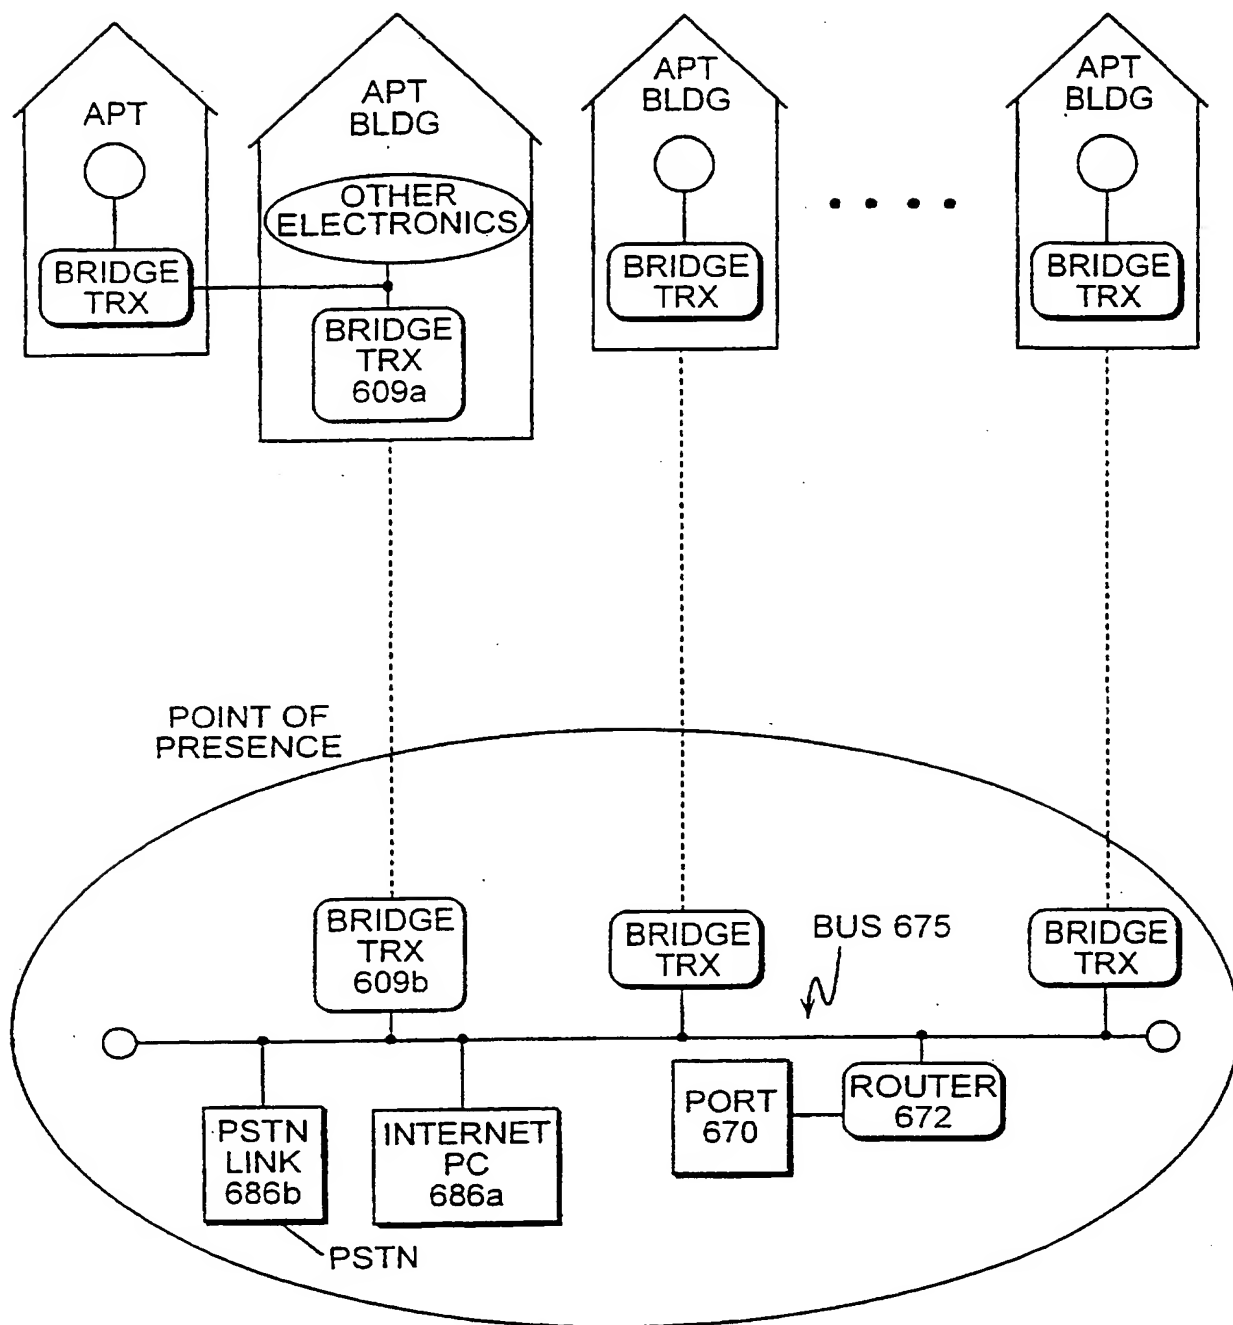 APT
APT
BLDG
APT
BLDG
APT
BLDG
OTHER
ELECTRONICS
BRIDGE
TRX
BRIDGE
TRX
609a
BRIDGE
TRX
BRIDGE
TRX
POINT OF
PRESENCE
BRIDGE
TRX
609b
BRIDGE
TRX
BUS 675
BRIDGE
TRX
PSTN
LINK
686b
INTERNET
PC
686a
PORT
670
ROUTER
672
PSTN